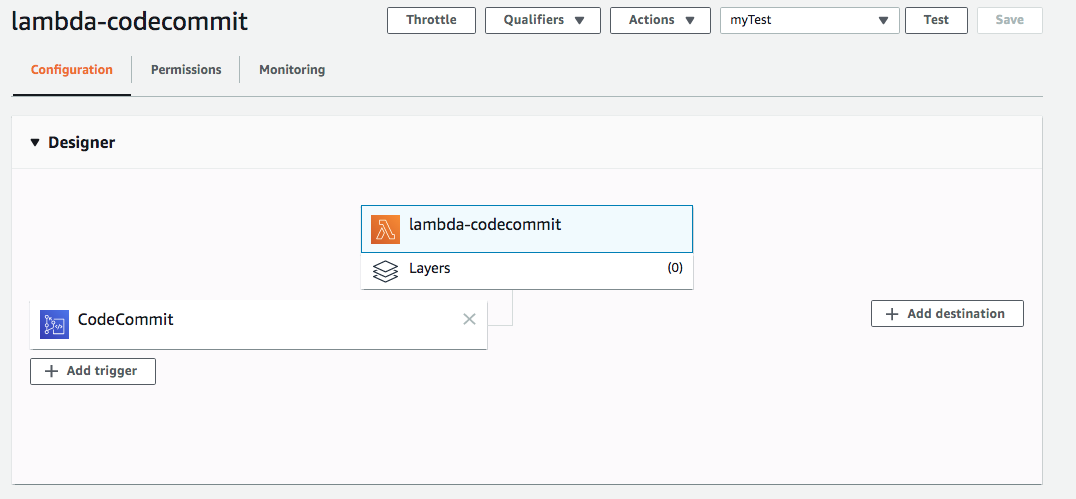 lambda-codecommit
Throttle
Qualifiers
Actions
myTest
Test
Save
Configuration
Permissions
Monitoring
Designer
lambda-codecommit
Layers
(0)
CodeCommit
Add destination
Add trigger